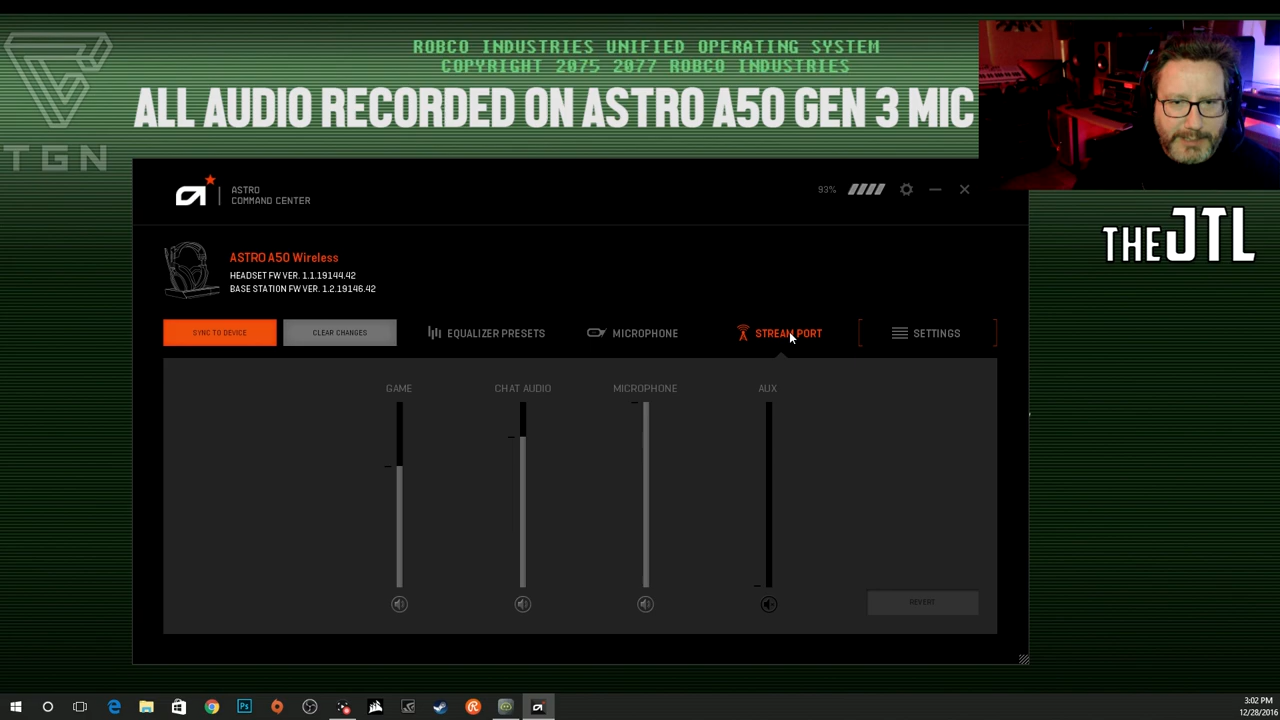 ROBCO INDUSTRIES UNIFIED OPERATING SYSTEM
COPYRIGHT 2075 2077 ROBCO INDUSTRIES
ALL AUDIO RECORDED ON ASTRO A50 GEN 3 MIC
TGN
THEJTL
ASTRO
COMMAND CENTER
93%
ASTRO A50 Wireless
HEADSET FW VER. 1.1.19144.42
BASE STATION FW VER. 1.2.19146.42
SYNC TO DEVICE
CLEAR CHANGES
EQUALIZER PRESETS
MICROPHONE
STREAM PORT
SETTINGS
GAME
CHAT AUDIO
MICROPHONE
AUX
REVERT
Ps
3:02 PM
12/28/2016